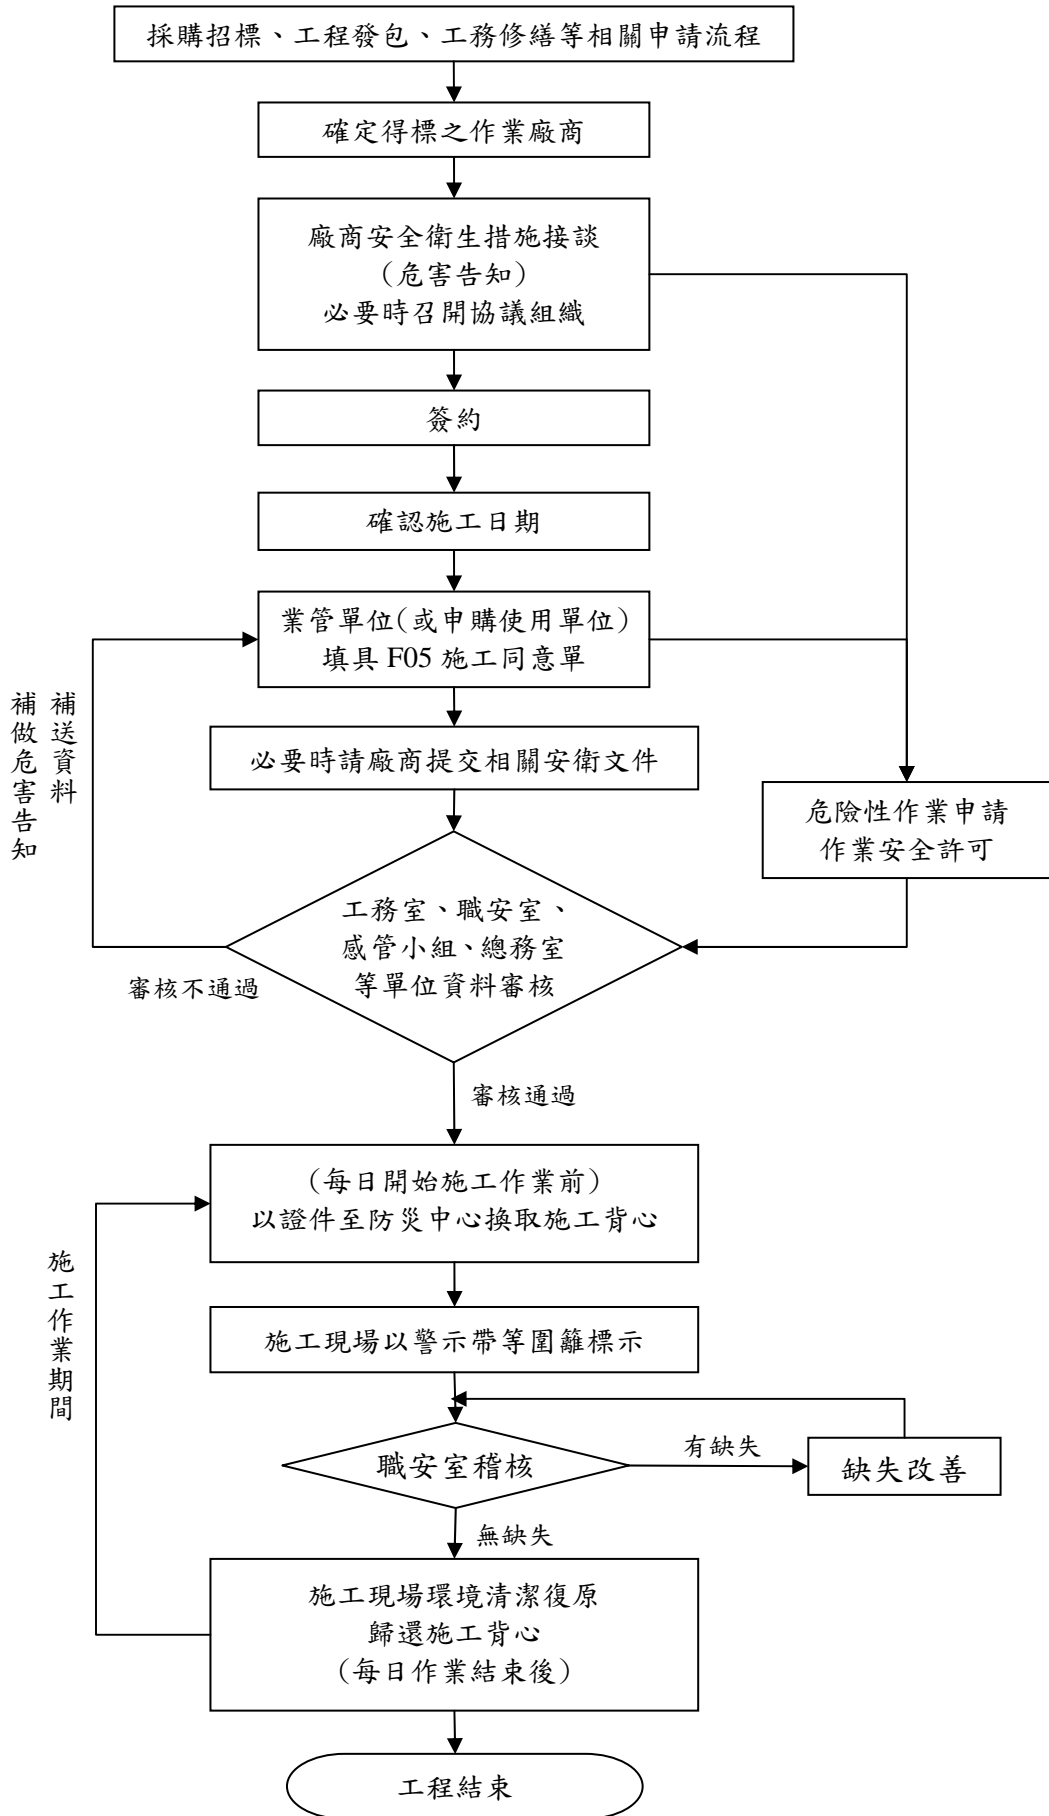 採購招標、工程發包、工務修繕等相關申請流程
確定得標之作業廠商
廠商安全衛生措施接談
(危害告知)
必要時召開協議組織
簽約
確認施工日期
業管單位(或申購使用單位)
填具 F05 施工同意單
補送資料
補做危害告知
必要時請廠商提交相關安衛文件
危險性作業申請
作業安全許可
工務室、職安室、
感管小組、總務室
等單位資料審核
審核不通過
審核通過
(每日開始施工作業前)
以證件至防災中心換取施工背心
施工作業期間
施工現場以警示帶等圍籬標示
職安室稽核
有缺失
缺失改善
無缺失
施工現場環境清潔復原
歸還施工背心
(每日作業結束後)
工程結束